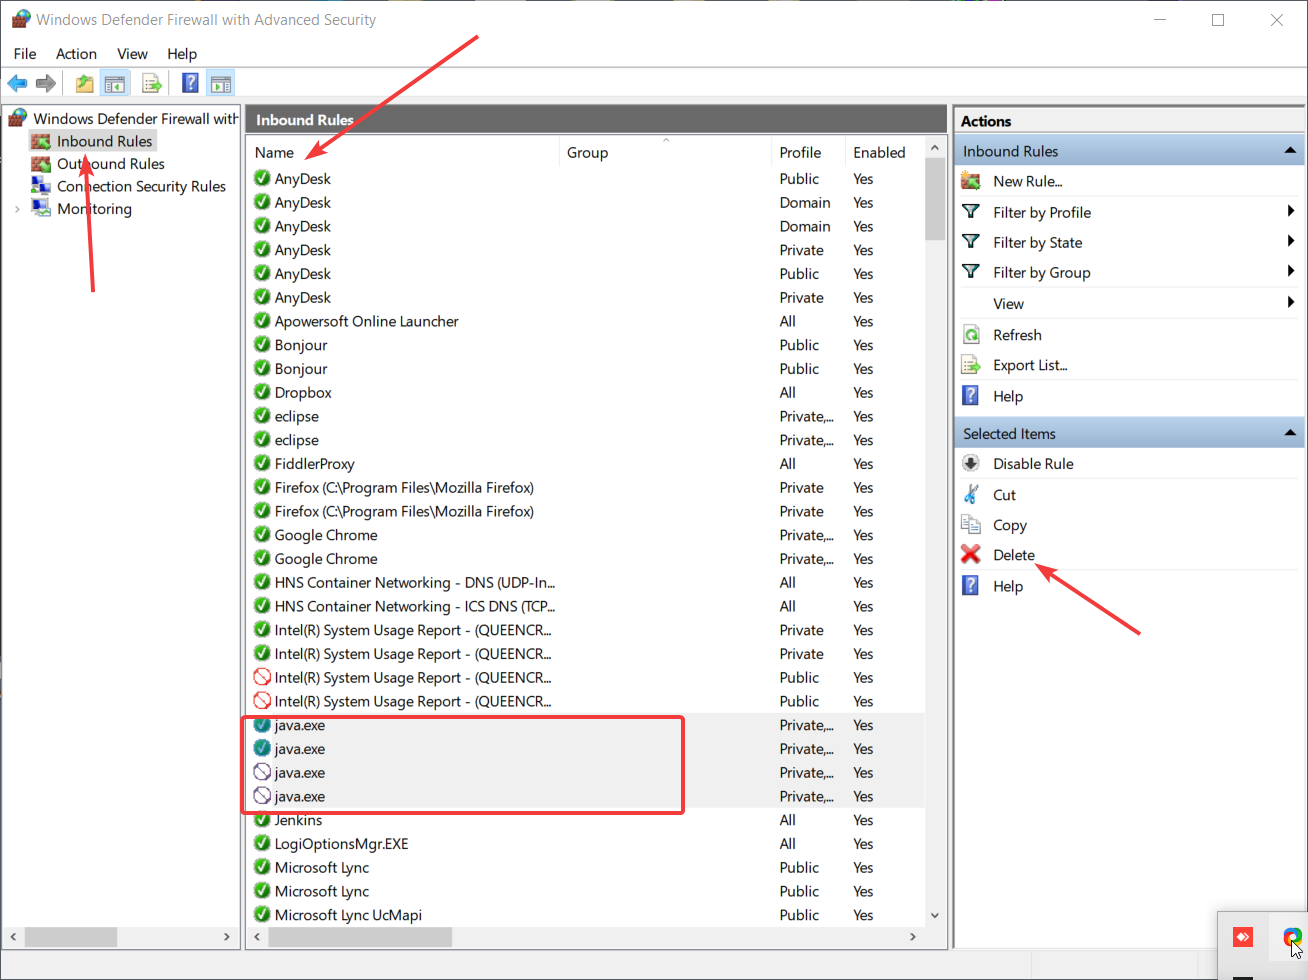 Windows Defender Firewall with Advanced Security
File Action View Help
Windows Defender Firewall with
Inbound Rules
Outbound Rules
Connection Security Rules
Monitoring
Inbound Rules
Name Group Profile Enabled
AnyDesk Public Yes
AnyDesk Domain Yes
AnyDesk Domain Yes
AnyDesk Private Yes
AnyDesk Public Yes
AnyDesk Private Yes
Apowersoft Online Launcher All Yes
Bonjour Public Yes
Bonjour Public Yes
Dropbox All Yes
eclipse Private,... Yes
eclipse Private,... Yes
FiddlerProxy All Yes
Firefox (C:\Program Files\Mozilla Firefox) Private Yes
Firefox (C:\Program Files\Mozilla Firefox) Private Yes
Google Chrome Private,... Yes
Google Chrome Private,... Yes
HNS Container Networking - DNS (UDP-In... All Yes
HNS Container Networking - ICS DNS (TCP... All Yes
Intel(R) System Usage Report - (QUEENCR... Private Yes
Intel(R) System Usage Report - (QUEENCR... Private Yes
Intel(R) System Usage Report - (QUEENCR... Public Yes
Intel(R) System Usage Report - (QUEENCR... Public Yes
java.exe Private,... Yes
java.exe Private,... Yes
java.exe Private,... Yes
java.exe Private,... Yes
Jenkins All Yes
LogiOptionsMgr.EXE All Yes
Microsoft Lync Public Yes
Microsoft Lync Public Yes
Microsoft Lync UcMapi Public Yes
Actions
Inbound Rules
New Rule...
Filter by Profile
Filter by State
Filter by Group
View
Refresh
Export List...
Help
Selected Items
Disable Rule
Cut
Copy
Delete
Help